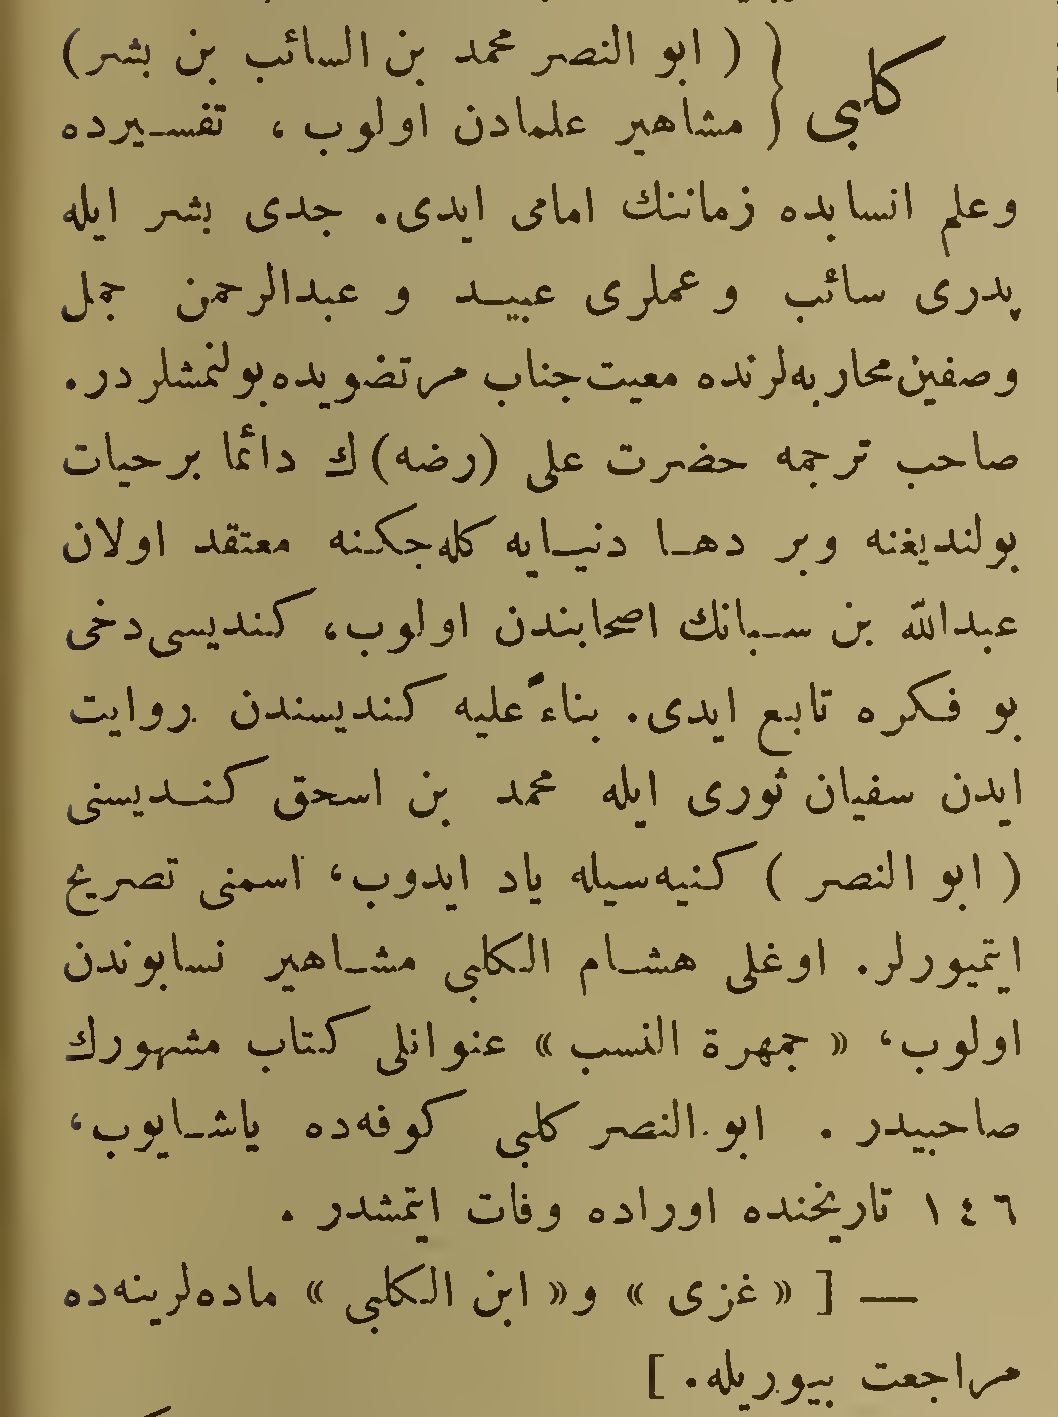 كلبى { ( ابو النصر محمد بن السائب بن بشر )
مشاهير علمادن اولوب ، تفسيرده
وعلم انسابده زماننك امامى ايدى. جدى بشر ايله
پدرى سائب و عملرى عبيد و عبدالرحمن جمل
وصفين محاربه‌لرنده معيت جناب مرتضويده بولنمشلردر.
صاحب ترجمه حضرت على (رضه)ك دائما برحيات
بولنديغنه وبر دها دنيايه كله‌جكنه معتقد اولان
عبدالله بن سبانك اصحابندن اولوب، كنديسى دخى
بو فكره تابع ايدى. بناءً عليه كنديسندن روايت
ايدن سفيان ثورى ايله محمد بن اسحق كنديسنى
( ابو النصر ) كنيه‌سيله ياد ايدوب، اسمنى تصريح
ايتميورلر. اوغلى هشام الكلبى مشاهير نسابوندن
اولوب، « جمهرة النسب » عنوانلى كتاب مشهورك
صاحبيدر . ابو النصر كلبى كوفه‌ده ياشايوب،
١٤٦ تاريخنده اوراده وفات ايتمشدر .
— [ « غزى » و« ابن الكلبى » ماده‌لرينه‌ده
مراجعت بيوريله. ]